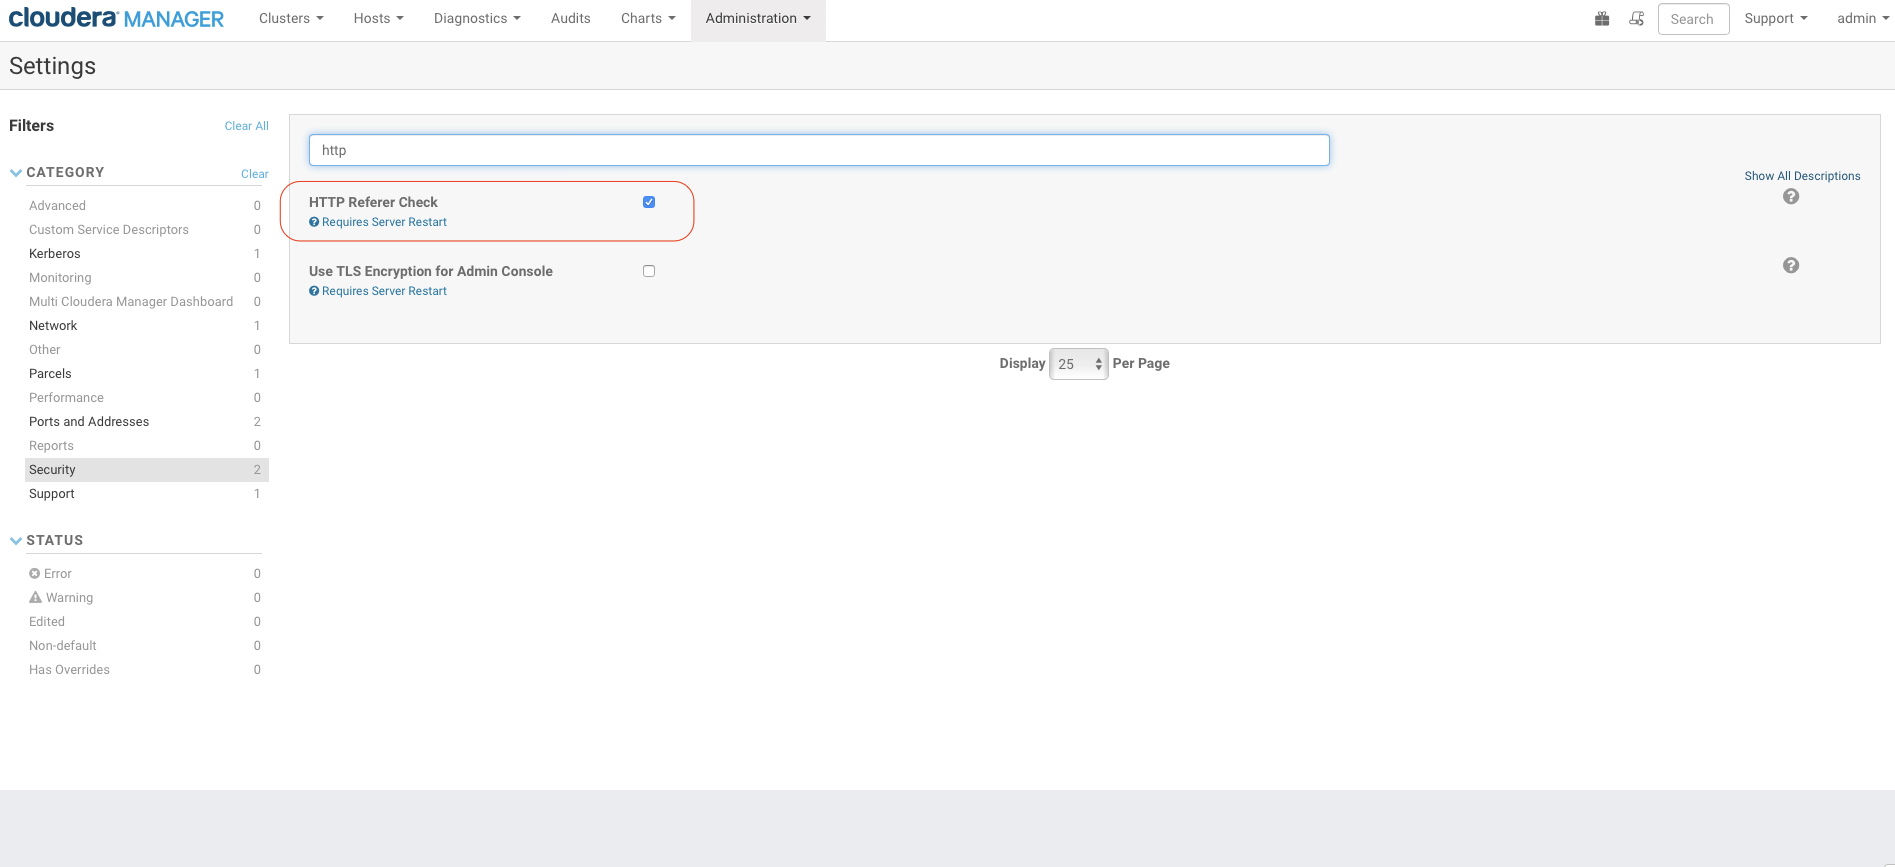 cloudera MANAGER Clusters Hosts Diagnostics Audits Charts Administration Search Support admin
Settings
Filters Clear All
CATEGORY Clear
Advanced 0
Custom Service Descriptors 0
Kerberos 1
Monitoring 0
Multi Cloudera Manager Dashboard 0
Network 1
Other 0
Parcels 1
Performance 0
Ports and Addresses 2
Reports 0
Security 2
Support 1
STATUS
Error 0
Warning 0
Edited 0
Non-default 0
Has Overrides 0
http
Show All Descriptions
HTTP Referer Check
Requires Server Restart
Use TLS Encryption for Admin Console
Requires Server Restart
Display 25 Per Page